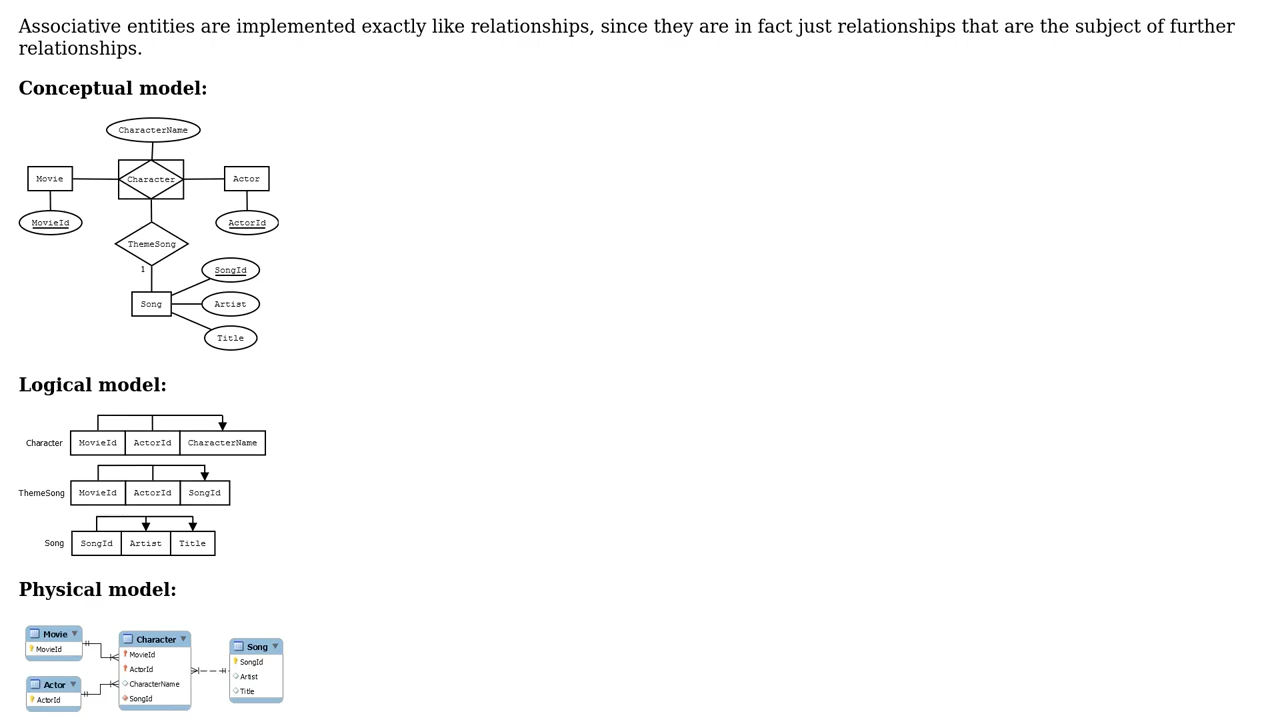 Associative entities are implemented exactly like relationships, since they are in fact just relationships that are the subject of further
relationships.
Conceptual model:
CharacterName
Movie Character Actor
MovieId ActorId
ThemeSong
1 SongId
Song Artist
Title
Logical model:
Character MovieId ActorId CharacterName
ThemeSong MovieId ActorId SongId
Song SongId Artist Title
Physical model:
Movie
MovieId
Actor
ActorId
Character
MovieId
ActorId
CharacterName
SongId
Song
SongId
Artist
Title